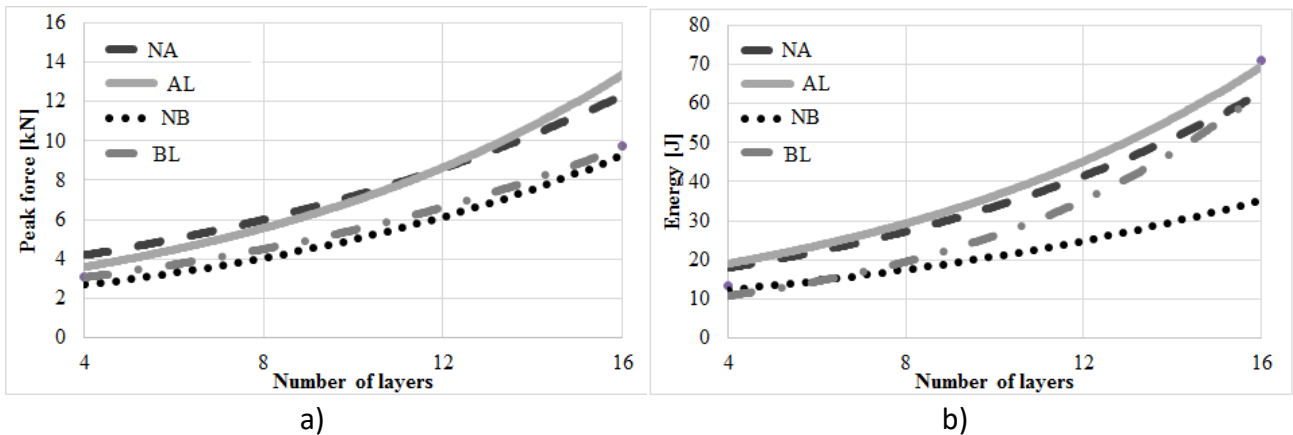 16
14
12
10
8
6
4
2
0
Peak force [kN]
NA
AL
NB
BL
4 8 12 16
Number of layers
a)
80
70
60
50
40
30
20
10
0
Energy [J]
NA
AL
NB
BL
4 8 12 16
Number of layers
b)